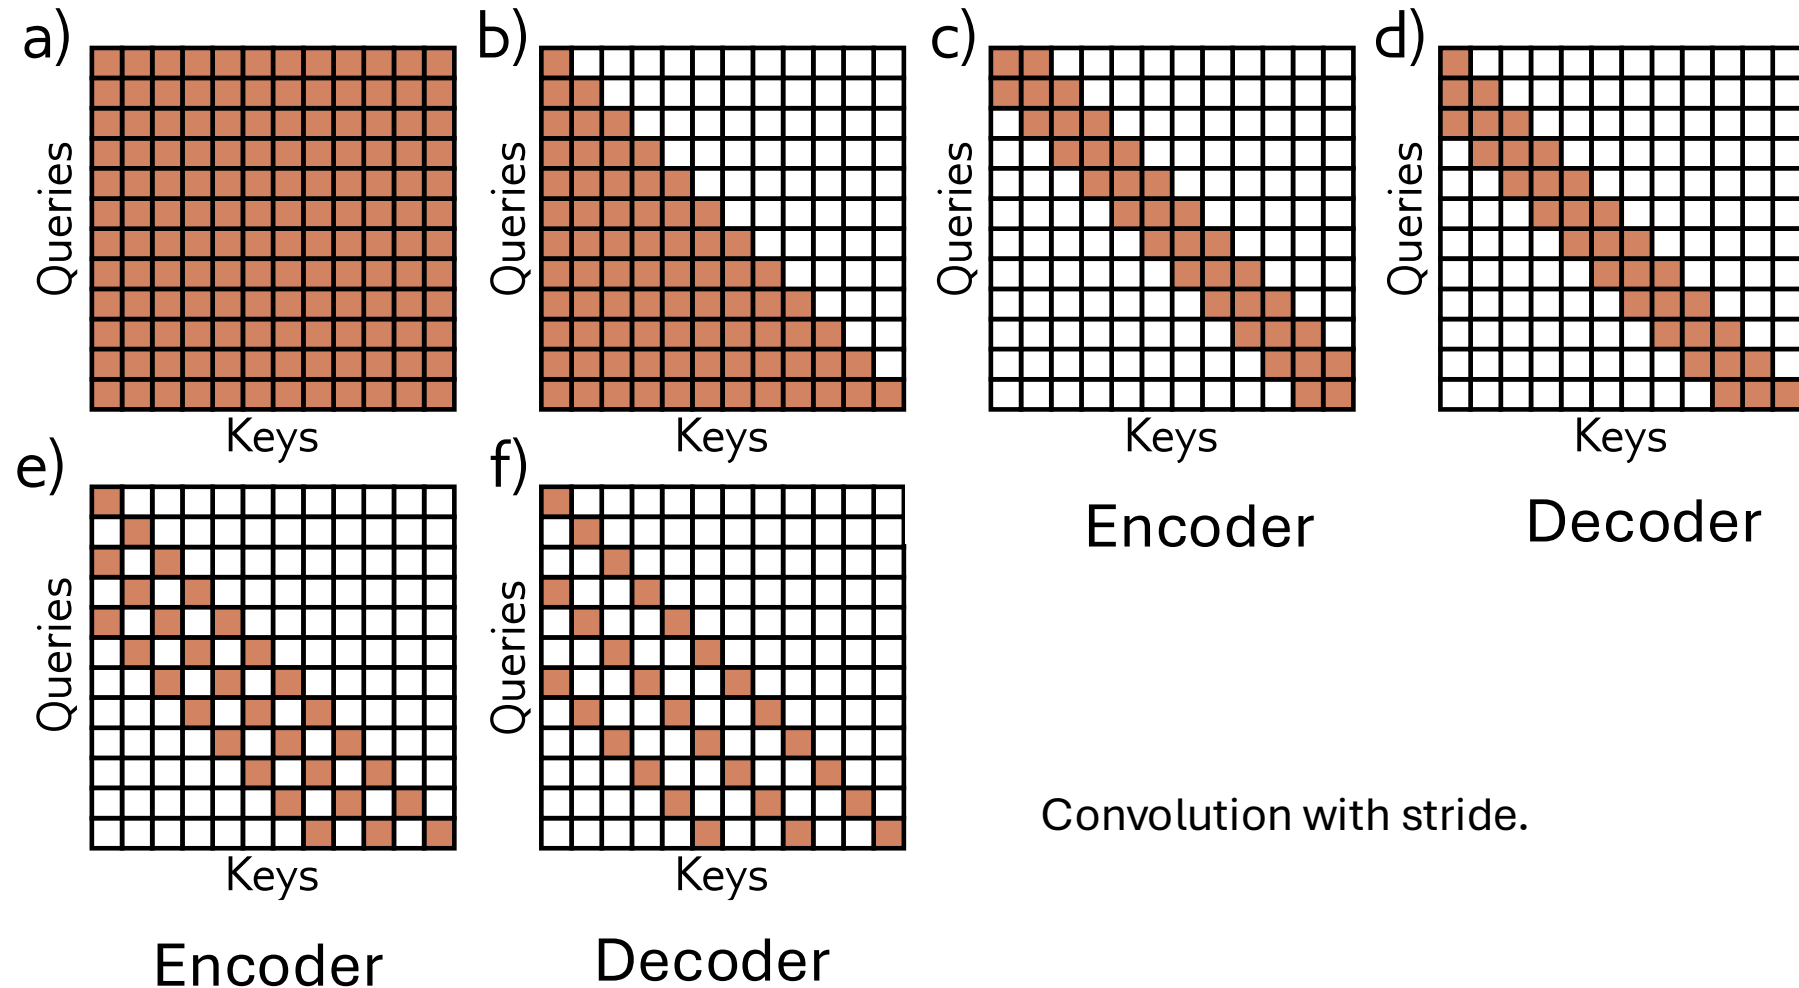 a)
b)
c)
d)
Queries
Queries
Queries
Queries
Keys
Keys
Keys
Keys
Encoder
Decoder
e)
f)
Queries
Queries
Keys
Keys
Encoder
Decoder
Convolution with stride.